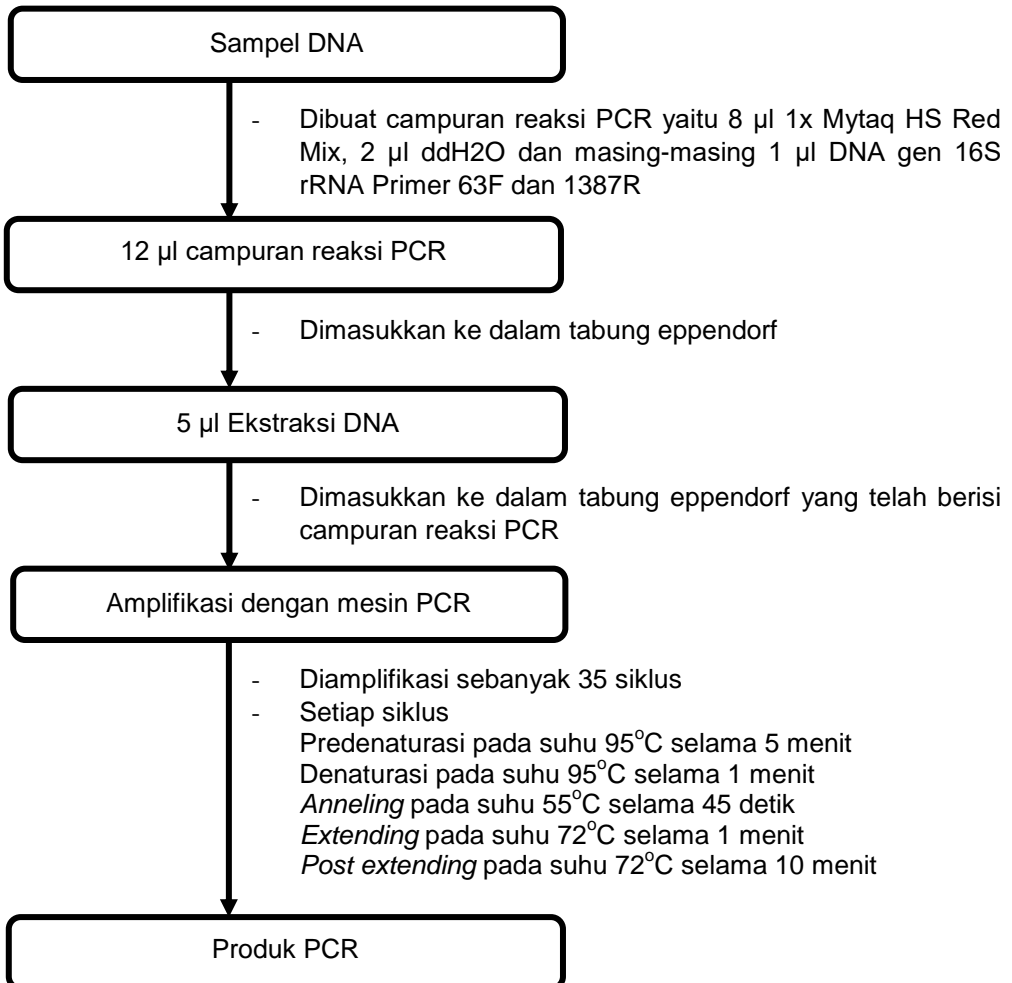 Sampel DNA
- Dibuat campuran reaksi PCR yaitu 8 µl 1x Mytaq HS Red
Mix, 2 µl ddH2O dan masing-masing 1 µl DNA gen 16S
rRNA Primer 63F dan 1387R
12 µl campuran reaksi PCR
- Dimasukkan ke dalam tabung eppendorf
5 µl Ekstraksi DNA
- Dimasukkan ke dalam tabung eppendorf yang telah berisi
campuran reaksi PCR
Amplifikasi dengan mesin PCR
- Diamplifikasi sebanyak 35 siklus
- Setiap siklus
Predenaturasi pada suhu 95°C selama 5 menit
Denaturasi pada suhu 95°C selama 1 menit
Anneling pada suhu 55°C selama 45 detik
Extending pada suhu 72°C selama 1 menit
Post extending pada suhu 72°C selama 10 menit
Produk PCR